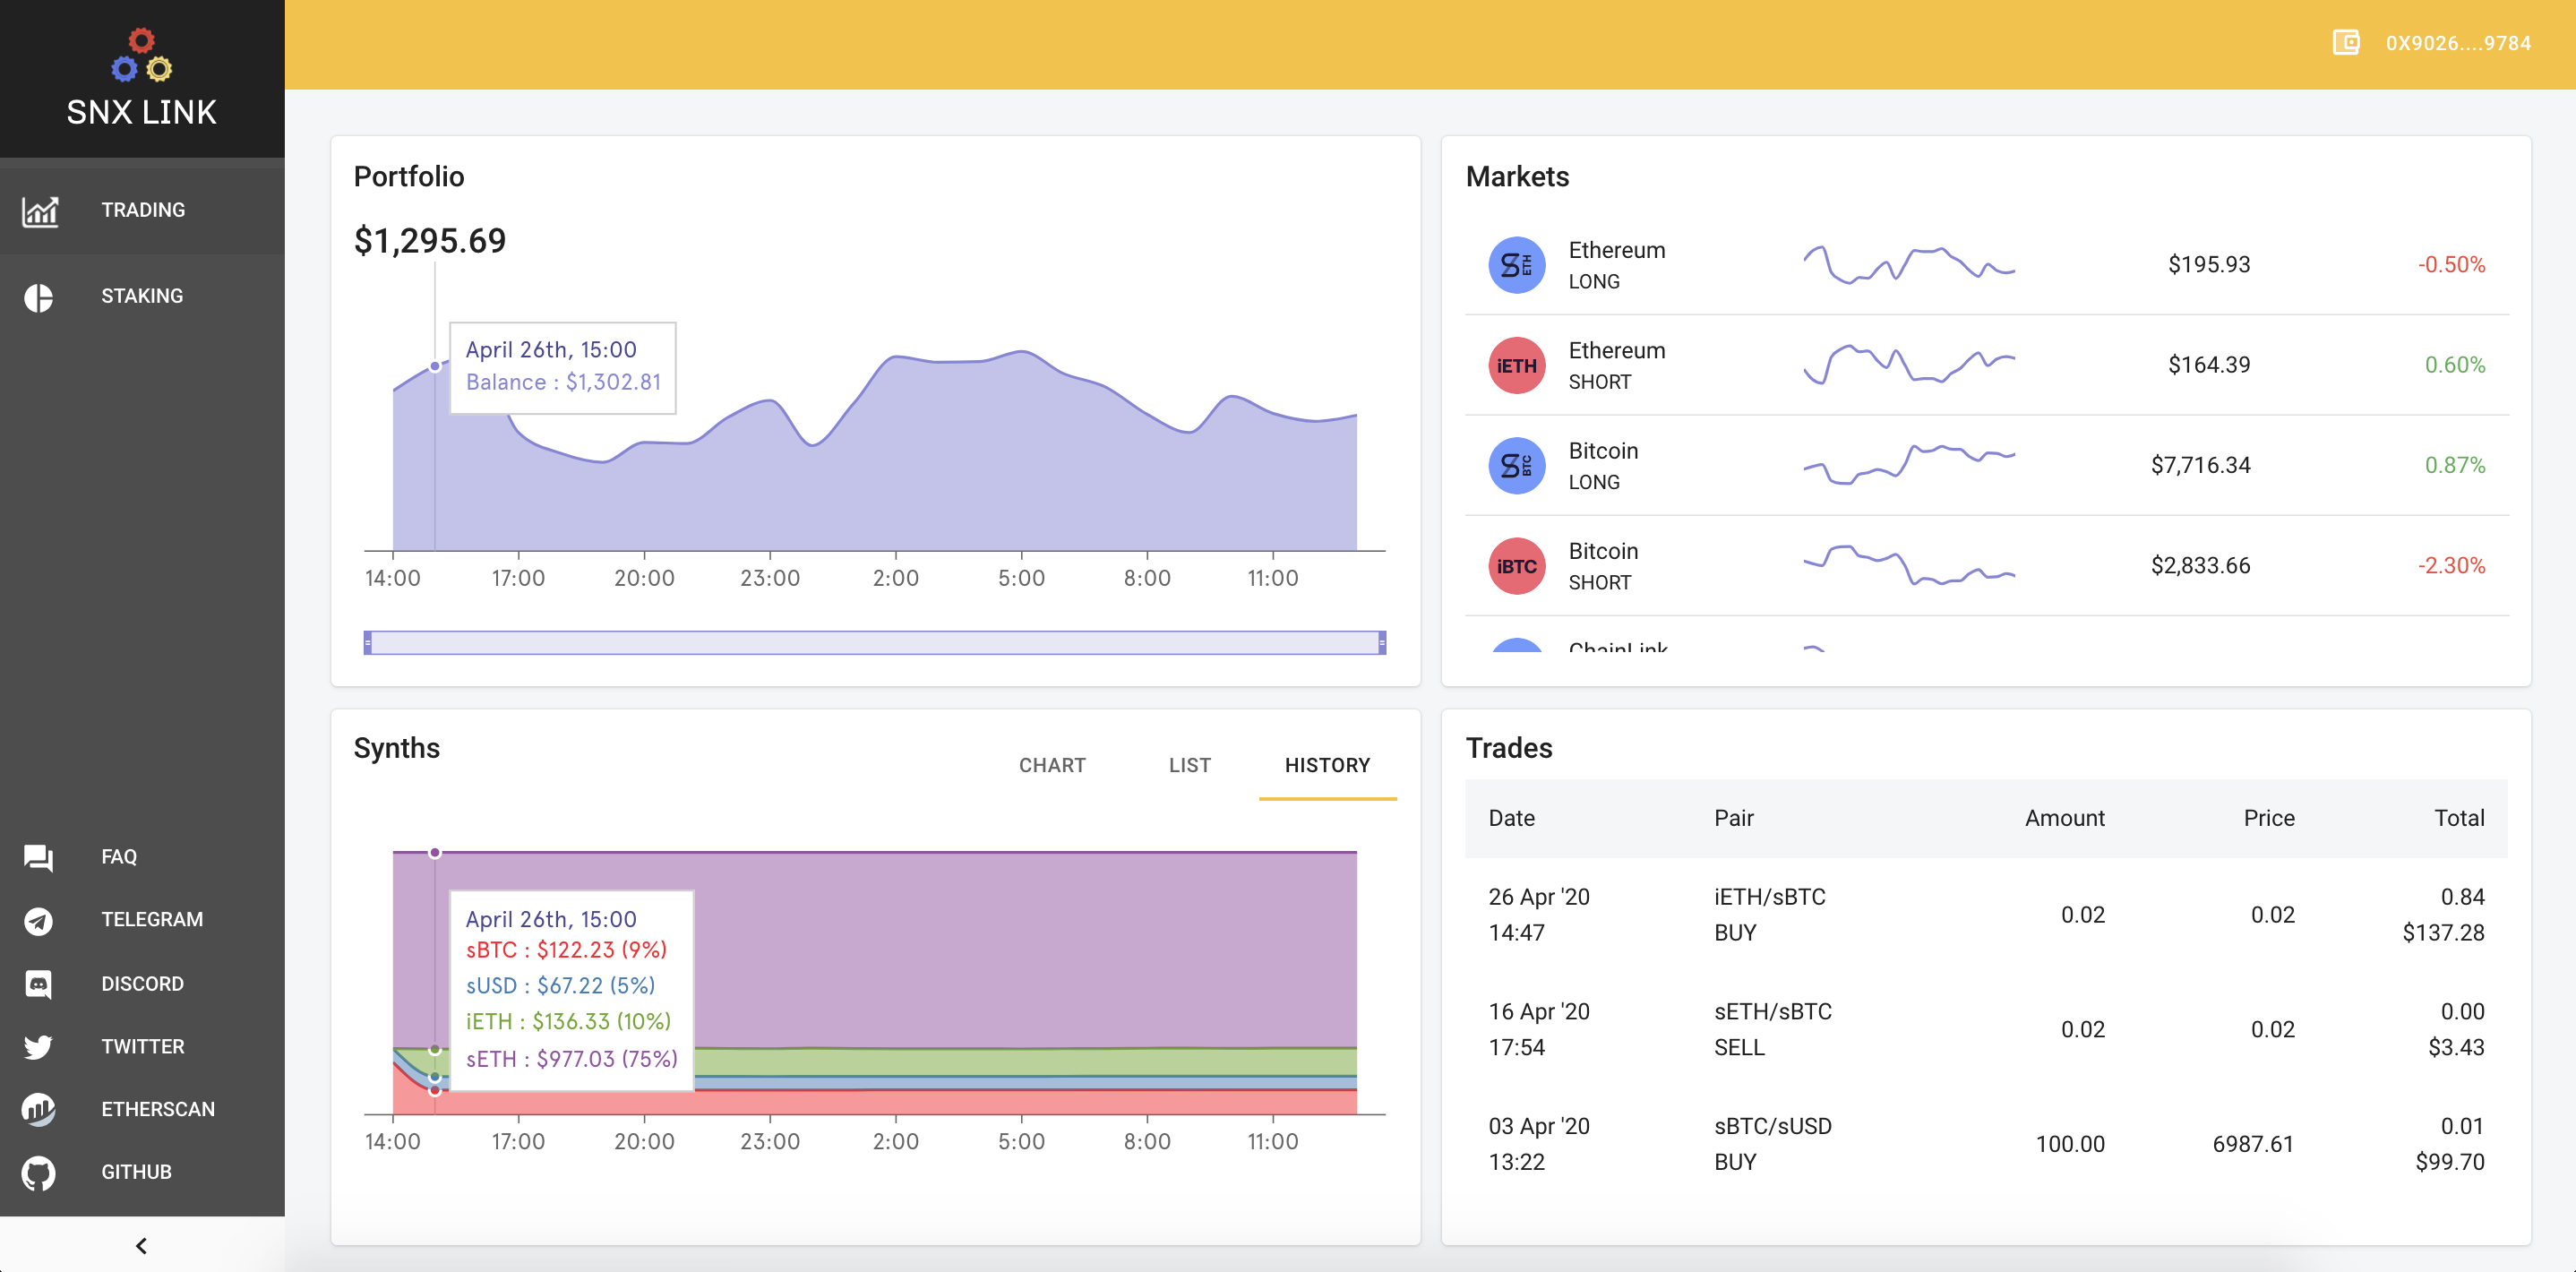 SNX LINK
TRADING
STAKING
FAQ
TELEGRAM
DISCORD
TWITTER
ETHERSCAN
GITHUB
0X9026....9784
Portfolio
$1,295.69
April 26th, 15:00
Balance : $1,302.81
14:00 17:00 20:00 23:00 2:00 5:00 8:00 11:00
Markets
S ETH Ethereum $195.93 -0.50%
LONG
iETH Ethereum $164.39 0.60%
SHORT
S BTC Bitcoin $7,716.34 0.87%
LONG
iBTC Bitcoin $2,833.66 -2.30%
SHORT
ChainLink
Synths
CHART LIST HISTORY
April 26th, 15:00
sBTC : $122.23 (9%)
sUSD : $67.22 (5%)
iETH : $136.33 (10%)
sETH : $977.03 (75%)
14:00 17:00 20:00 23:00 2:00 5:00 8:00 11:00
Trades
Date Pair Amount Price Total
26 Apr '20 iETH/sBTC 0.02 0.02 0.84
14:47 BUY $137.28
16 Apr '20 sETH/sBTC 0.02 0.02 0.00
17:54 SELL $3.43
03 Apr '20 sBTC/sUSD 100.00 6987.61 0.01
13:22 BUY $99.70